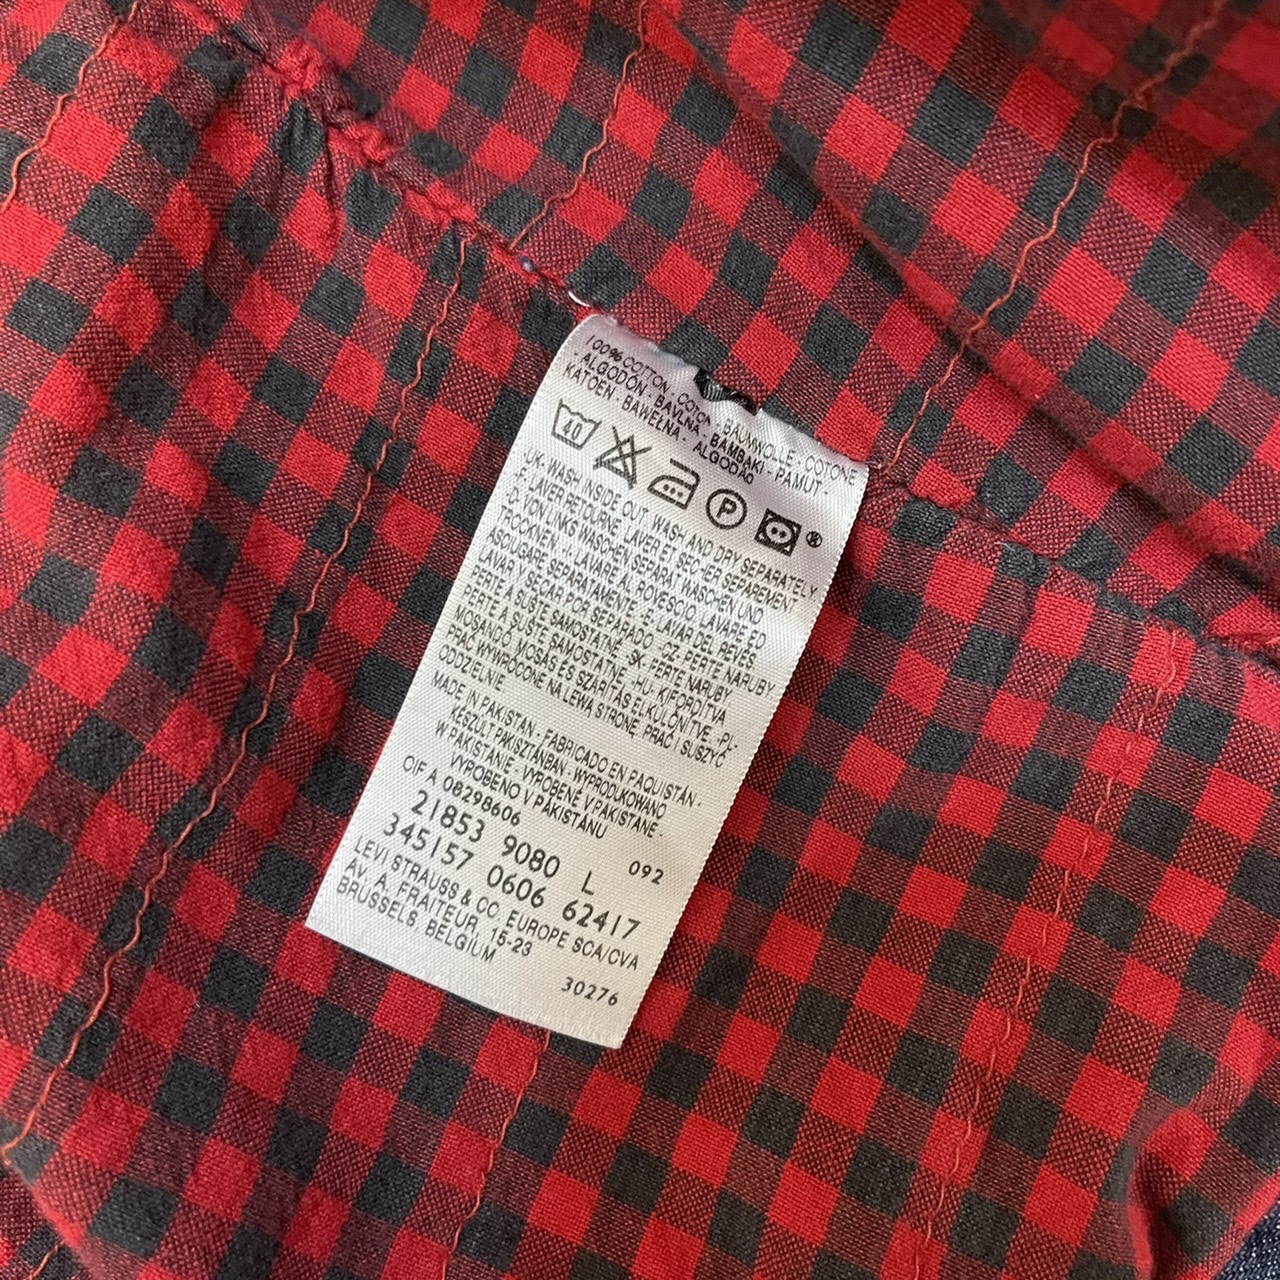 100% COTTON - COTON - BAUMWOLLE - COTONE
- ALGODÓN - BAVLNA - BAMBAKI - PAMUT -
KATOEN - BAWEŁNA - ALGODÃO
40 P ®
-UK- WASH INSIDE OUT. WASH AND DRY SEPARATELY
-F- LAVER RETOURNE. LAVER ET SECHER SEPAREMENT
-D- VON LINKS WASCHEN. SEPARAT WASCHEN UND
TROCKNEN. -I- LAVARE AL ROVESCIO. LAVARE ED
ASCIUGARE SEPARATAMENTE. -E- LAVAR DEL REVÉS.
LAVAR Y SECAR POR SEPARADO. -CZ- PERTE NARUBY.
PERTE A SUŠTE SAMOSTATNĚ. -SK- PERTE NARUBY.
PERTE A SUŠTE SAMOSTATNE. -HU- KIFORDÍTVA
MOSANDÓ. MOSÁS ÉS SZÁRÍTÁS ELKÜLÖNÍTVE. -PL-
PRAĆ WYWRÓCONE NA LEWĄ STRONĘ. PRAĆ I SUSZYĆ
ODDZIELNIE
MADE IN PAKISTAN - FABRICADO EN PAQUISTÁN -
KÉSZÜLT PAKISZTÁNBAN - WYPRODUKOWANO
W PAKISTANIE - VYROBENÉ V PAKISTANE -
VYROBENO V PÁKISTÁNU
CIF A 08298606
21853 9080 L 092
345157 0606 62417
LEVI STRAUSS & CO. EUROPE SCA/CVA
AV. A. FRAITEUR, 15-23
BRUSSELS, BELGIUM
30276